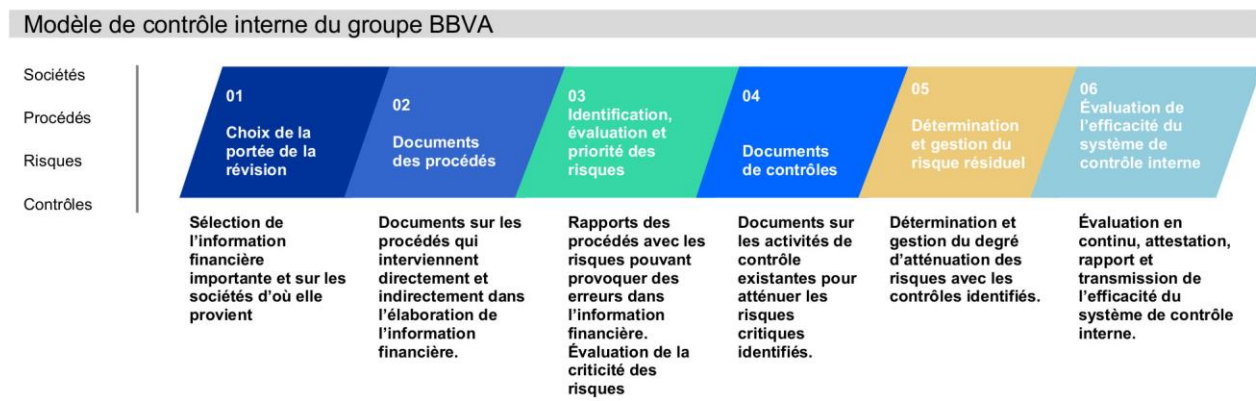 Modèle de contrôle interne du groupe BBVA
Sociétés
Procédés
Risques
Contrôles
01
Choix de la
portée de la
révision
02
Documents
des procédés
03
Identification,
évaluation et
priorité des
risques
04
Documents
de contrôles
05
Détermination
et gestion du
risque résiduel
06
Évaluation de
l'efficacité du
système de
contrôle interne
Sélection de
l'information
financière
importante et sur les
sociétés d'où elle
provient
Documents sur les
procédés qui
interviennent
directement et
indirectement dans
l'élaboration de
l'information
financière.
Rapports des
procédés avec les
risques pouvant
provoquer des
erreurs dans
l'information
financière.
Évaluation de la
criticité des
risques
Documents sur
les activités de
contrôle
existantes pour
atténuer les
risques
critiques
identifiés.
Détermination et
gestion du degré
d'atténuation des
risques avec les
contrôles identifiés.
Évaluation en
continu, attestation,
rapport et
transmission de
l'efficacité du
système de contrôle
interne.